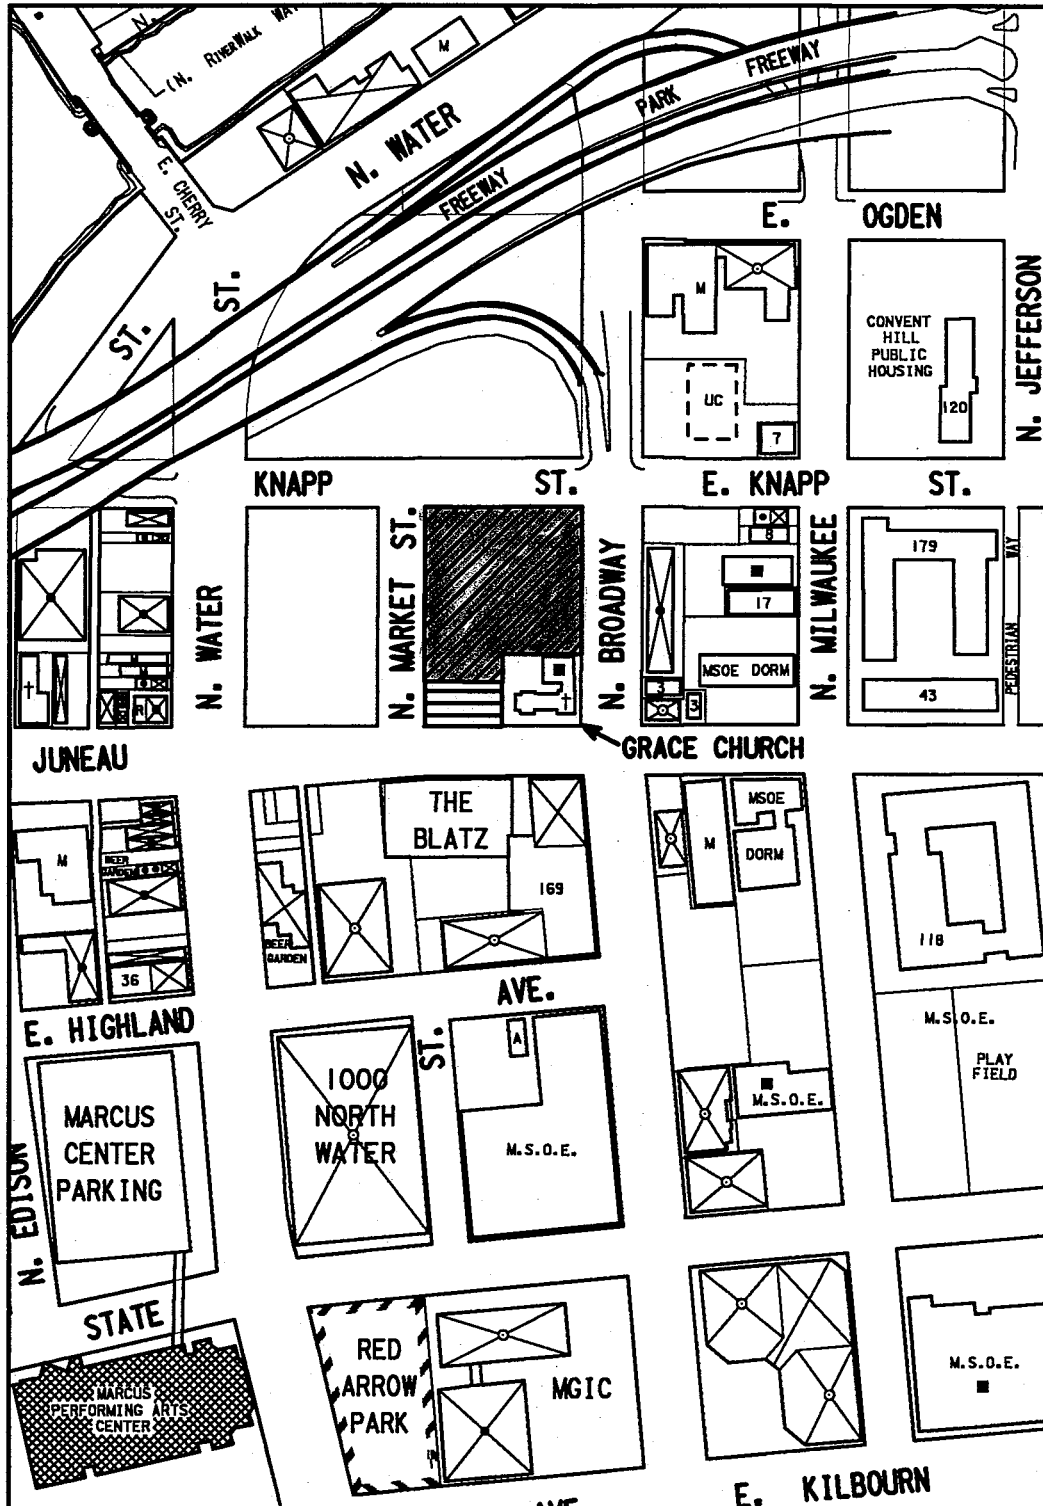 N.
(N. RIVERWALK WAY
M
FREEWAY
PARK
N. WATER
E. CHERRY
ST.
FREEWAY
E. OGDEN
ST.
ST.
M
CONVENT
HILL
PUBLIC
HOUSING
120
N. JEFFERSON
UC
7
KNAPP ST.
E. KNAPP ST.
N. WATER
N. MARKET ST.
N. BROADWAY
8
17
MSOE DORM
3
3
N. MILWAUKEE
179
43
PEDESTRIAN WAY
M
M
R
JUNEAU
GRACE CHURCH
M
BEER
GARDEN
36
THE
BLATZ
169
BEER
GARDEN
M
MSOE
DORM
118
E. HIGHLAND
AVE.
M.S.O.E.
PLAY
FIELD
N. EDISON
MARCUS
CENTER
PARKING
1000
NORTH
WATER
ST.
A
M.S.O.E.
M.S.O.E.
STATE
MARCUS
PERFORMING ARTS
CENTER
RED
ARROW
PARK
MGIC
M.S.O.E.
E. KILBOURN
AVE